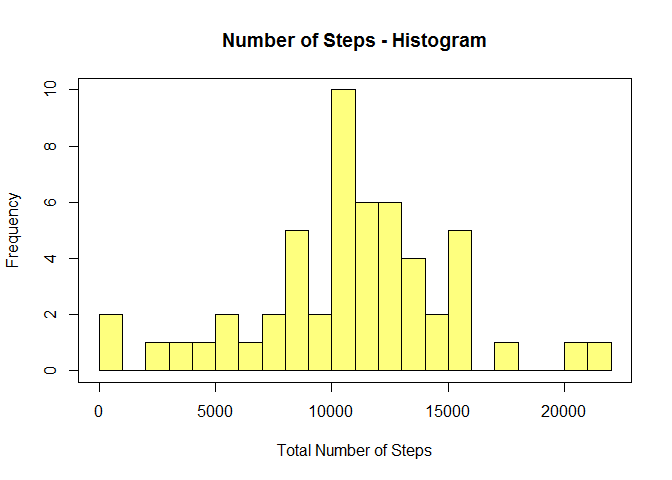 Number of Steps - Histogram
Frequency
10
8
6
4
2
0
0 5000 10000 15000 20000
Total Number of Steps